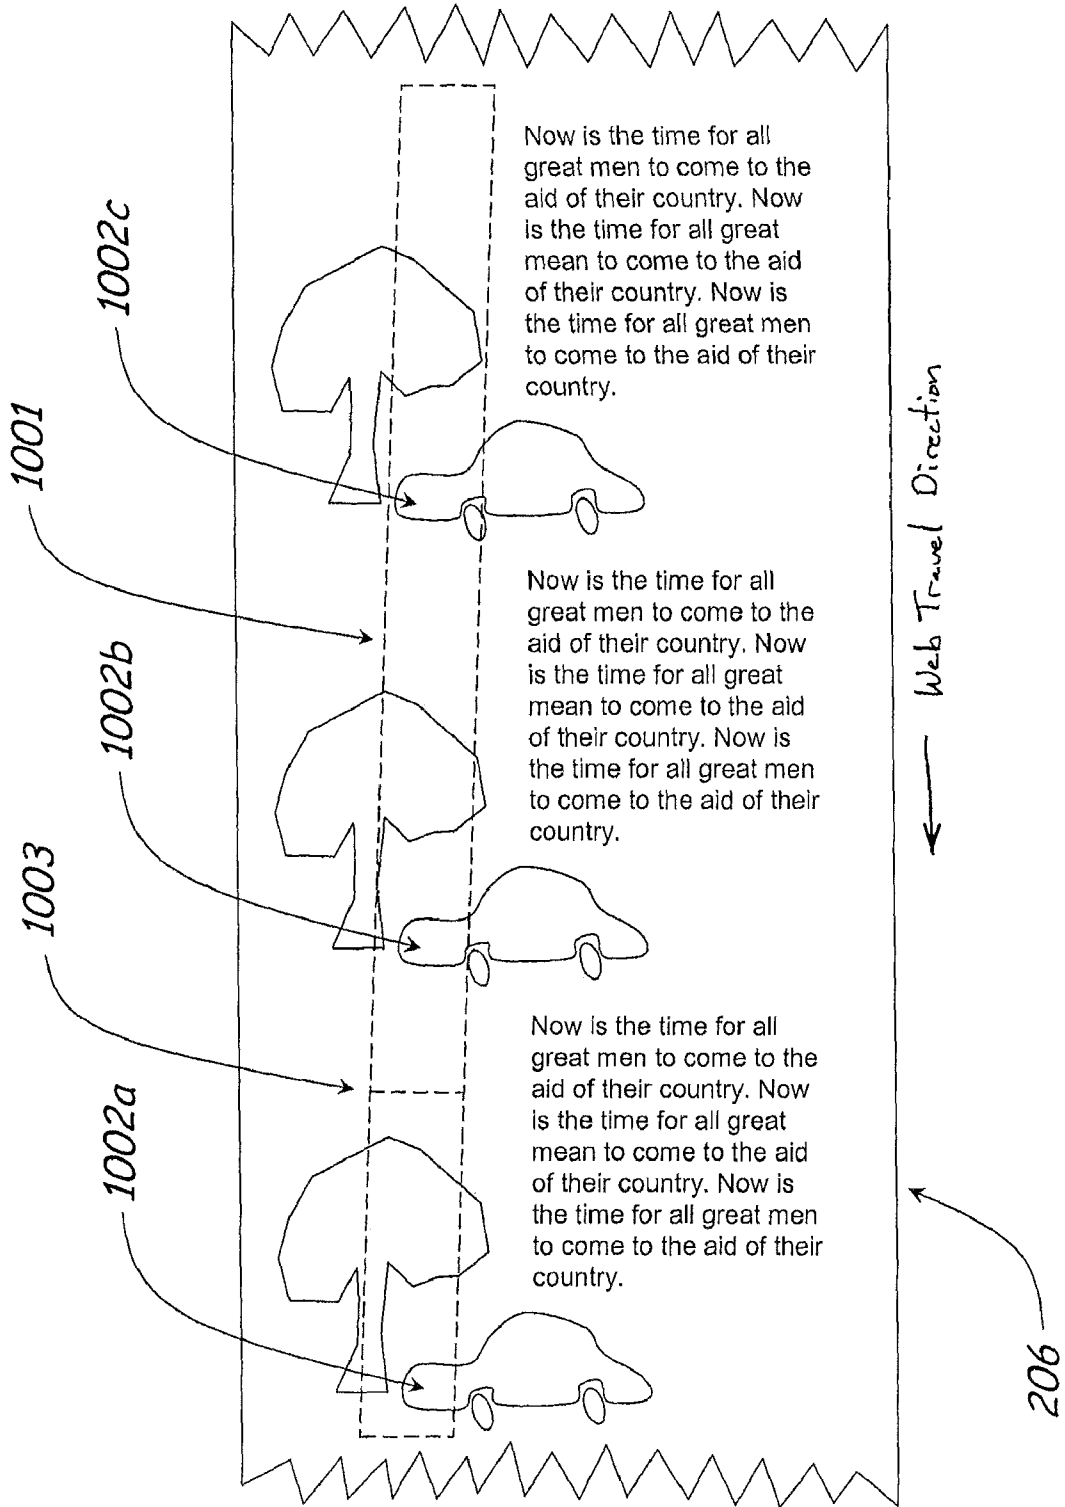 Now is the time for all
great men to come to the
aid of their country. Now
is the time for all great
mean to come to the aid
of their country. Now is
the time for all great men
to come to the aid of their
country.
1002c
1001
Now is the time for all
great men to come to the
aid of their country. Now
is the time for all great
mean to come to the aid
of their country. Now is
the time for all great men
to come to the aid of their
country.
1002b
Web Travel Direction
1003
Now is the time for all
great men to come to the
aid of their country. Now
is the time for all great
mean to come to the aid
of their country. Now is
the time for all great men
to come to the aid of their
country.
1002a
206